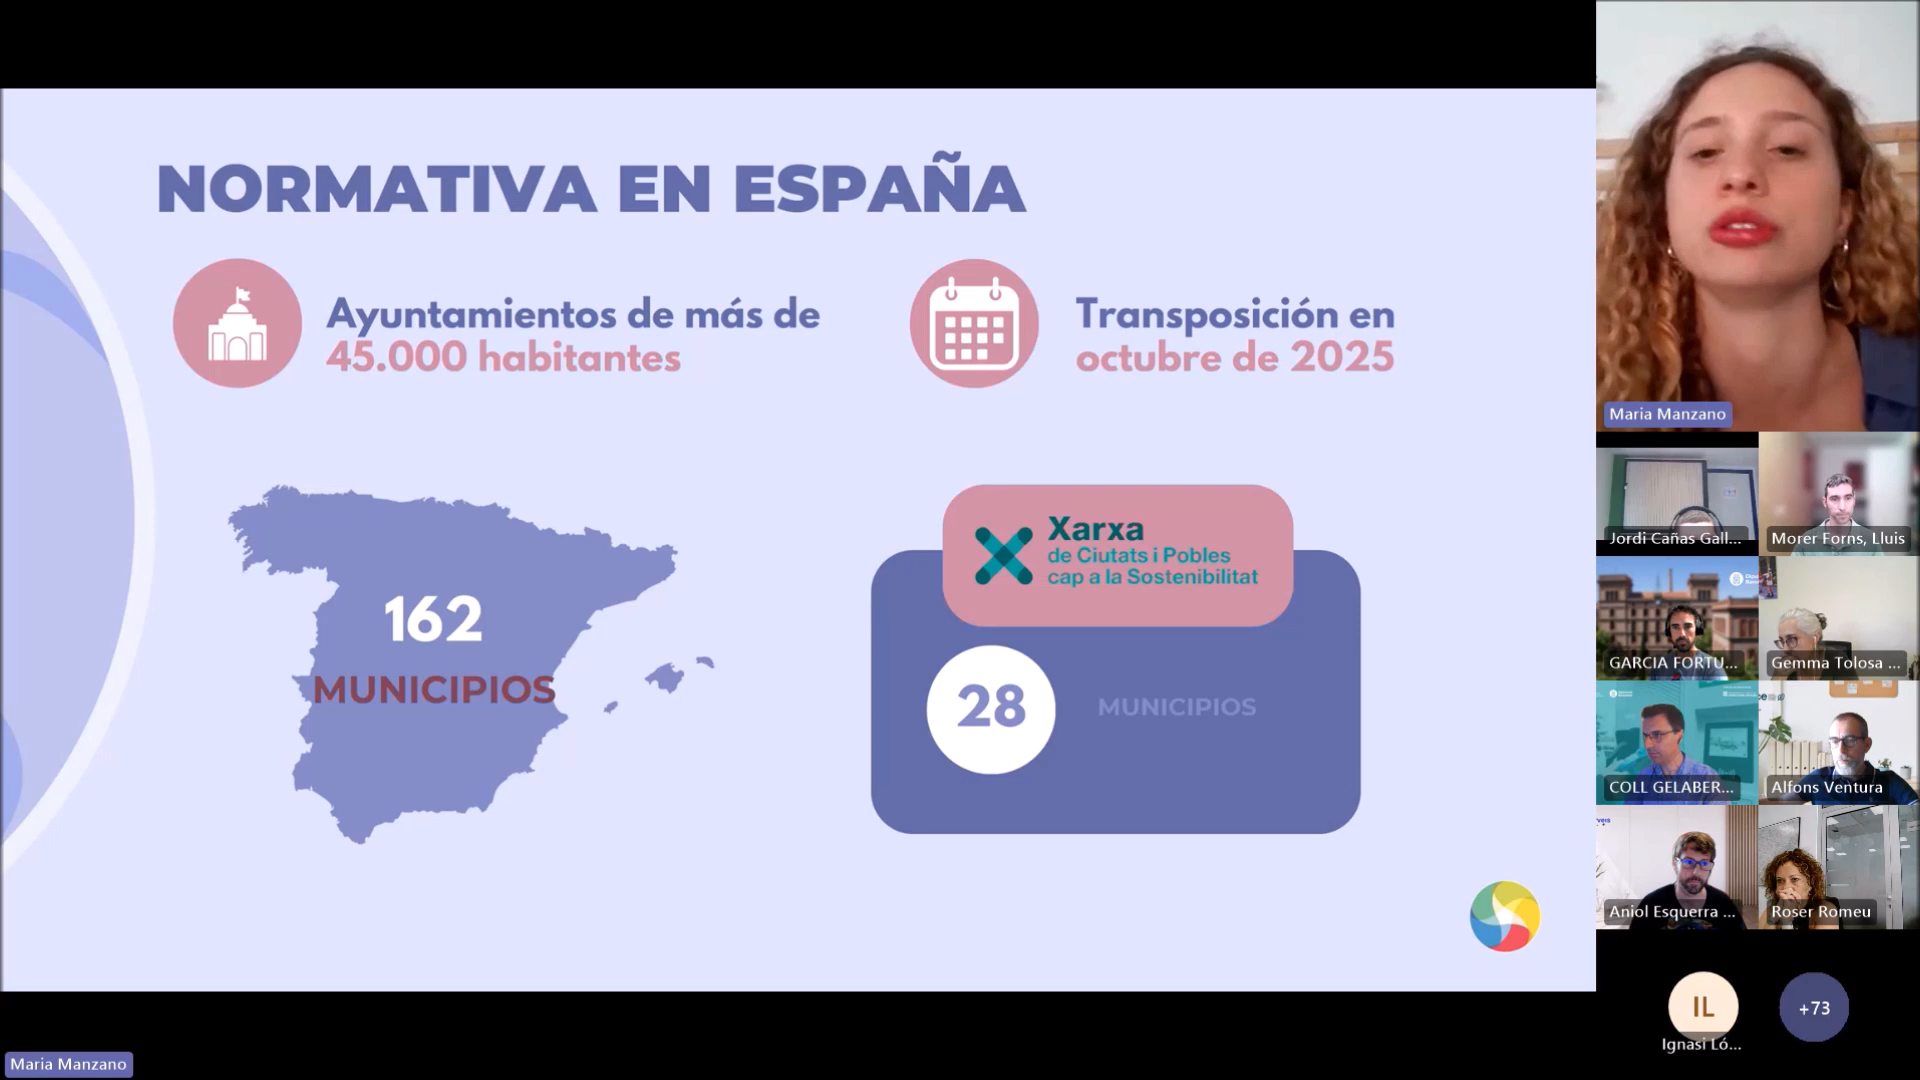 NORMATIVA EN ESPAÑA
Ayuntamientos de más de
45.000 habitantes
Transposición en
octubre de 2025
162
MUNICIPIOS
Xarxa
de Ciutats i Pobles
cap a la Sostenibilitat
28
MUNICIPIOS
Maria Manzano
Jordi Cañas Gall...
Morer Forns, Lluis
GARCIA FORTU...
Gemma Tolosa ...
COLL GELABER...
Alfons Ventura
Aniol Esquerra ...
Roser Romeu
IL
+73
Ignasi Ló...
Maria Manzano